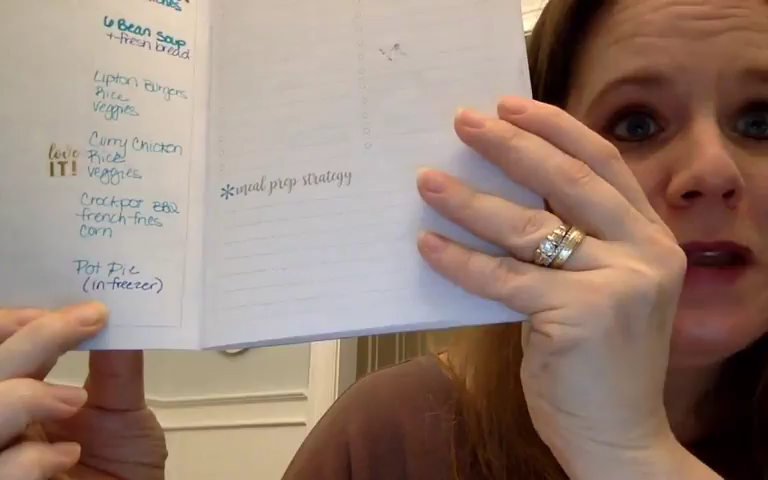 6 Bean Soup
+ fresh bread
Lipton Burgers
Rice
Veggies
love
IT!
Curry Chicken
Rice
Veggies
Crockpot BBQ
french-fries
Corn
Pot Pie
(in freezer)
*meal prep strategy